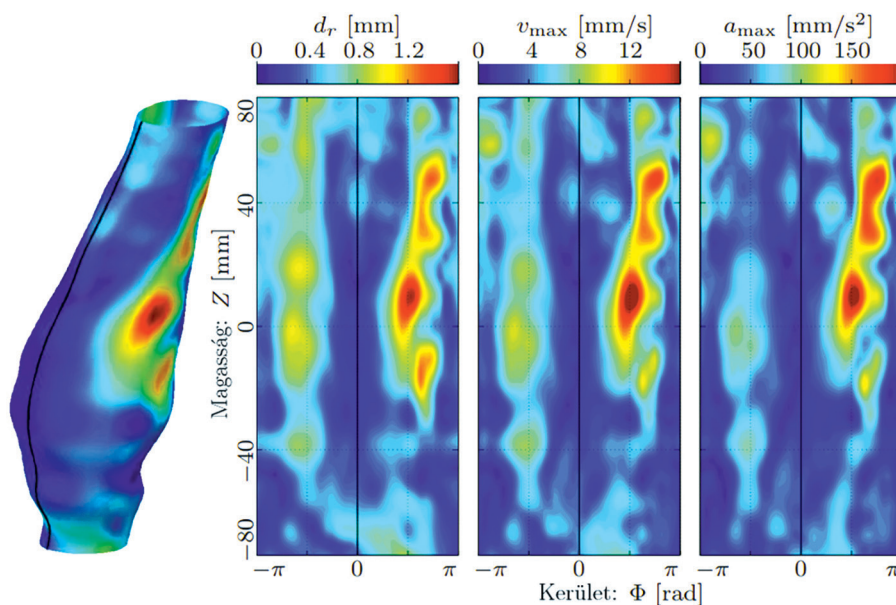 d_r [mm]
0 0.4 0.8 1.2
v_max [mm/s]
0 4 8 12
a_max [mm/s²]
0 50 100 150
Magasság: Z [mm]
80
40
0
−40
−80
−π 0 π
−π 0 π
−π 0 π
Kerület: Φ [rad]